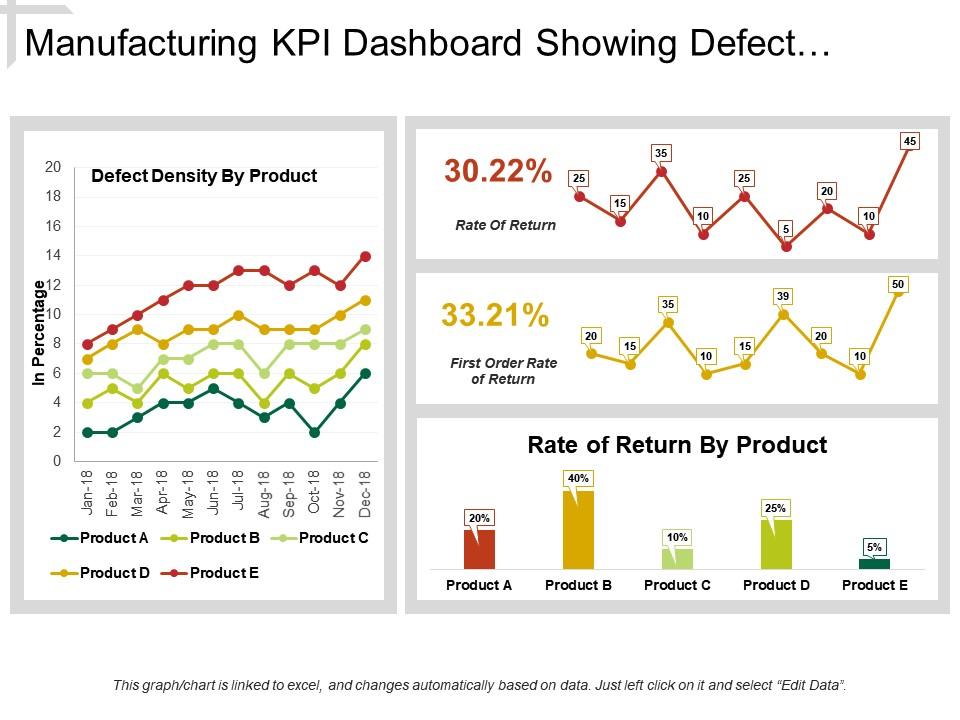 Manufacturing KPI Dashboard Showing Defect…
Defect Density By Product
In Percentage
20
18
16
14
12
10
8
6
4
2
0
Jan-18
Feb-18
Mar-18
Apr-18
May-18
Jun-18
Jul-18
Aug-18
Sep-18
Oct-18
Nov-18
Dec-18
Product A Product B Product C
Product D Product E
30.22%
Rate Of Return
25 15 35 10 25 5 20 10 45
33.21%
First Order Rate
of Return
20 15 35 10 15 39 20 10 50
Rate of Return By Product
20% 40% 10% 25% 5%
Product A Product B Product C Product D Product E
This graph/chart is linked to excel, and changes automatically based on data. Just left click on it and select “Edit Data”.